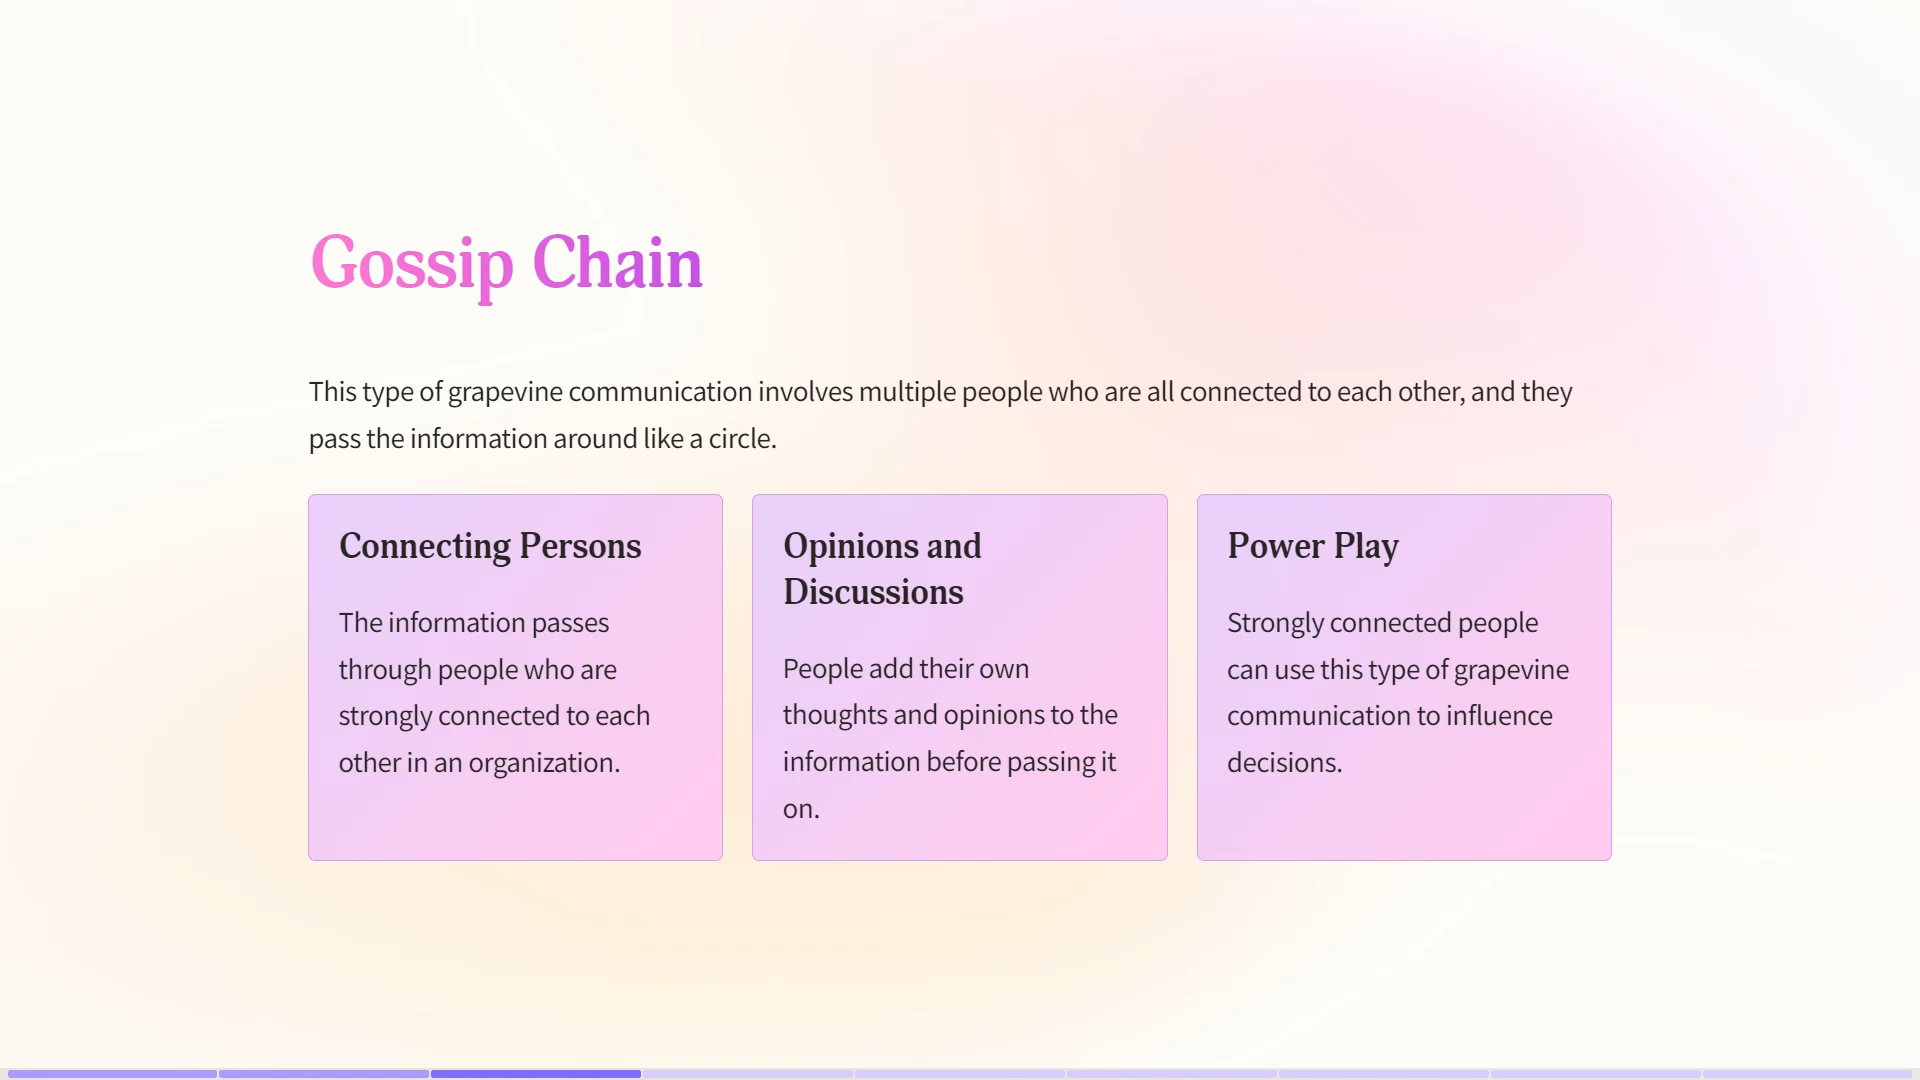 Gossip Chain
This type of grapevine communication involves multiple people who are all connected to each other, and they
pass the information around like a circle.
Connecting Persons
The information passes
through people who are
strongly connected to each
other in an organization.
Opinions and
Discussions
People add their own
thoughts and opinions to the
information before passing it
on.
Power Play
Strongly connected people
can use this type of grapevine
communication to influence
decisions.